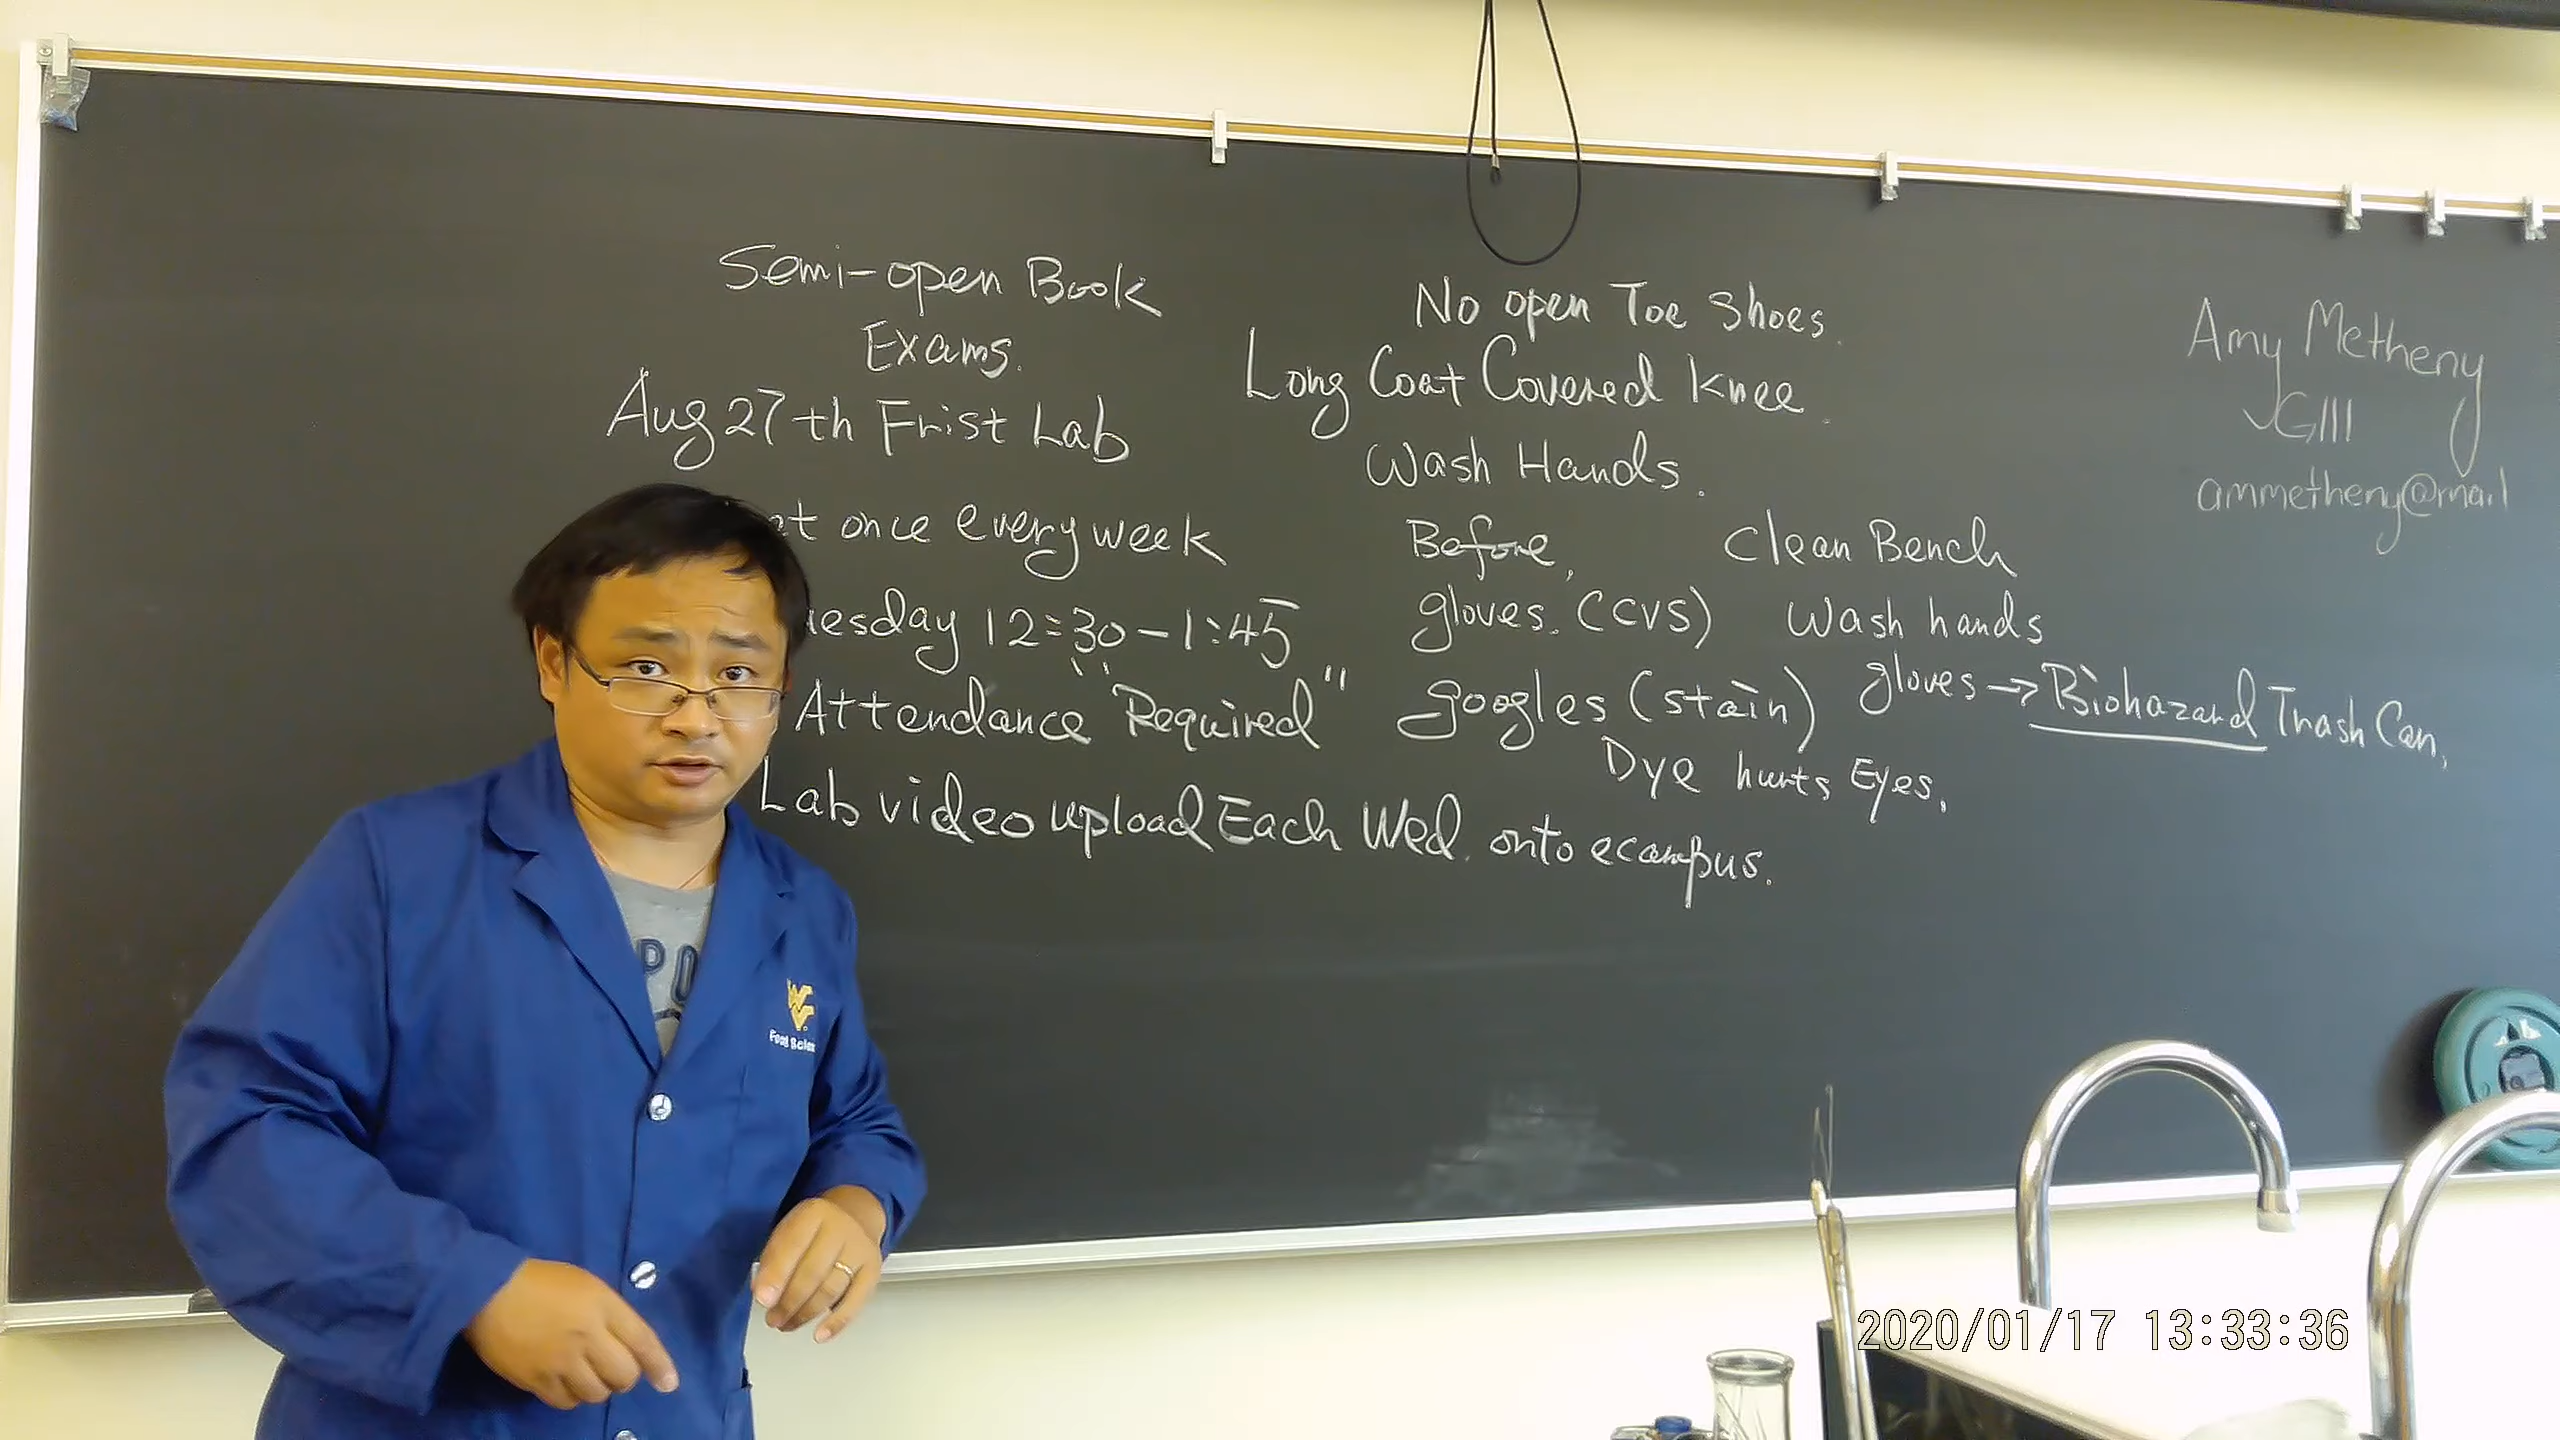 Semi-open Book
Exams.
Aug 27th Frist Lab
once every week
12:30-1:45
Attendance "Required"
Lab video upload Each Wed. onto ecampus.
No open Toe Shoes.
Long Coat Covered Knee.
Wash Hands.
Before,
gloves. (CVS)
googles (stain)
Dye hurts Eyes.
Clean Bench
Wash hands
gloves → Biohazard Trash Can,
Amy Metheny
G111
ammetheny@mail
WV
2020/01/17 13:33:36